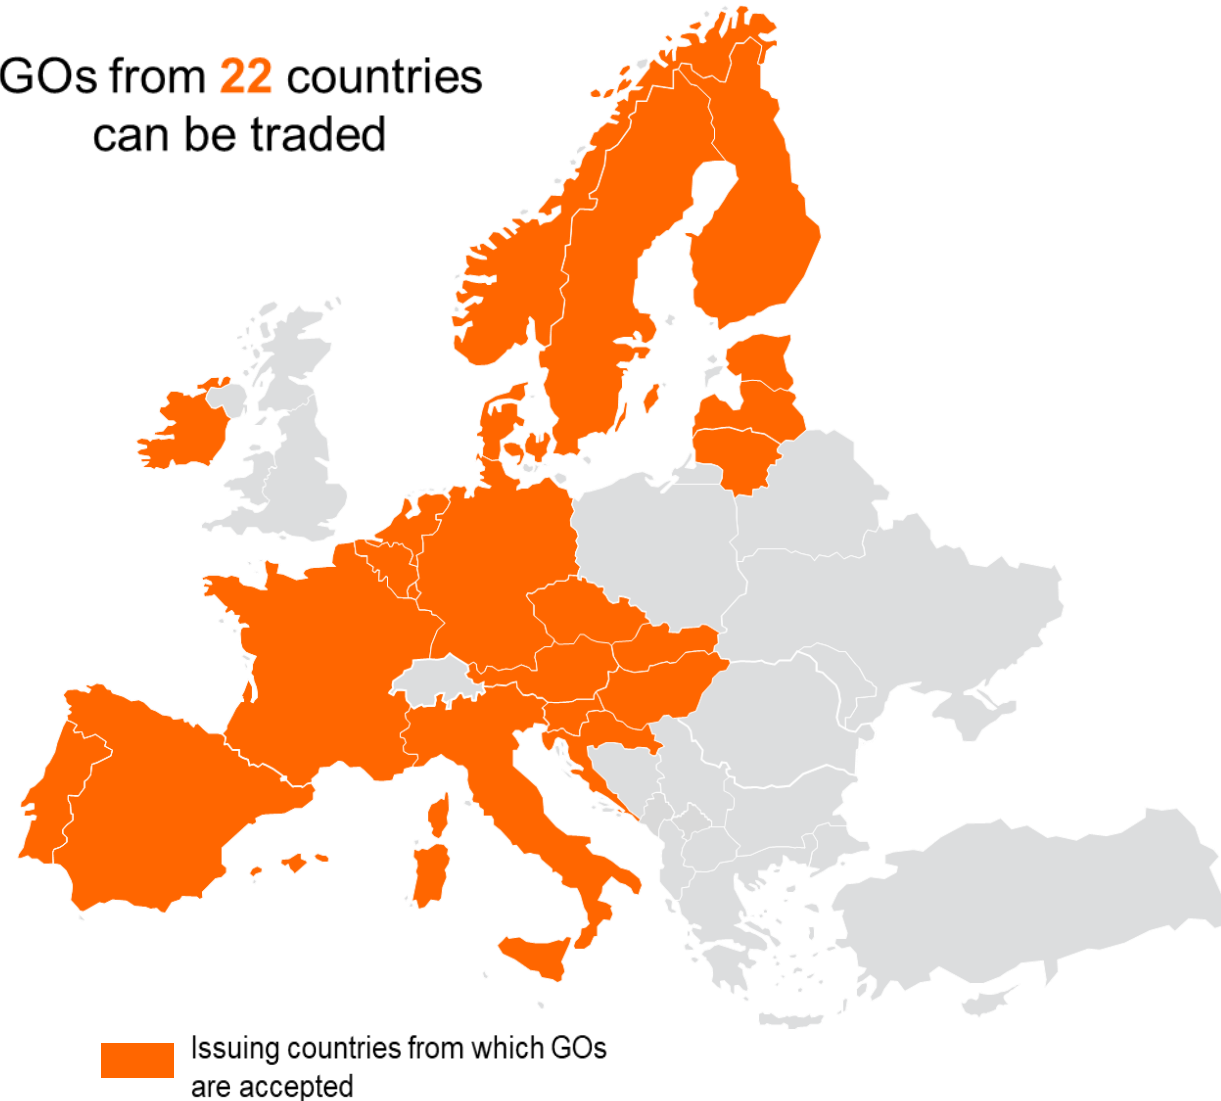 GOs from 22 countries
can be traded
Issuing countries from which GOs
are accepted